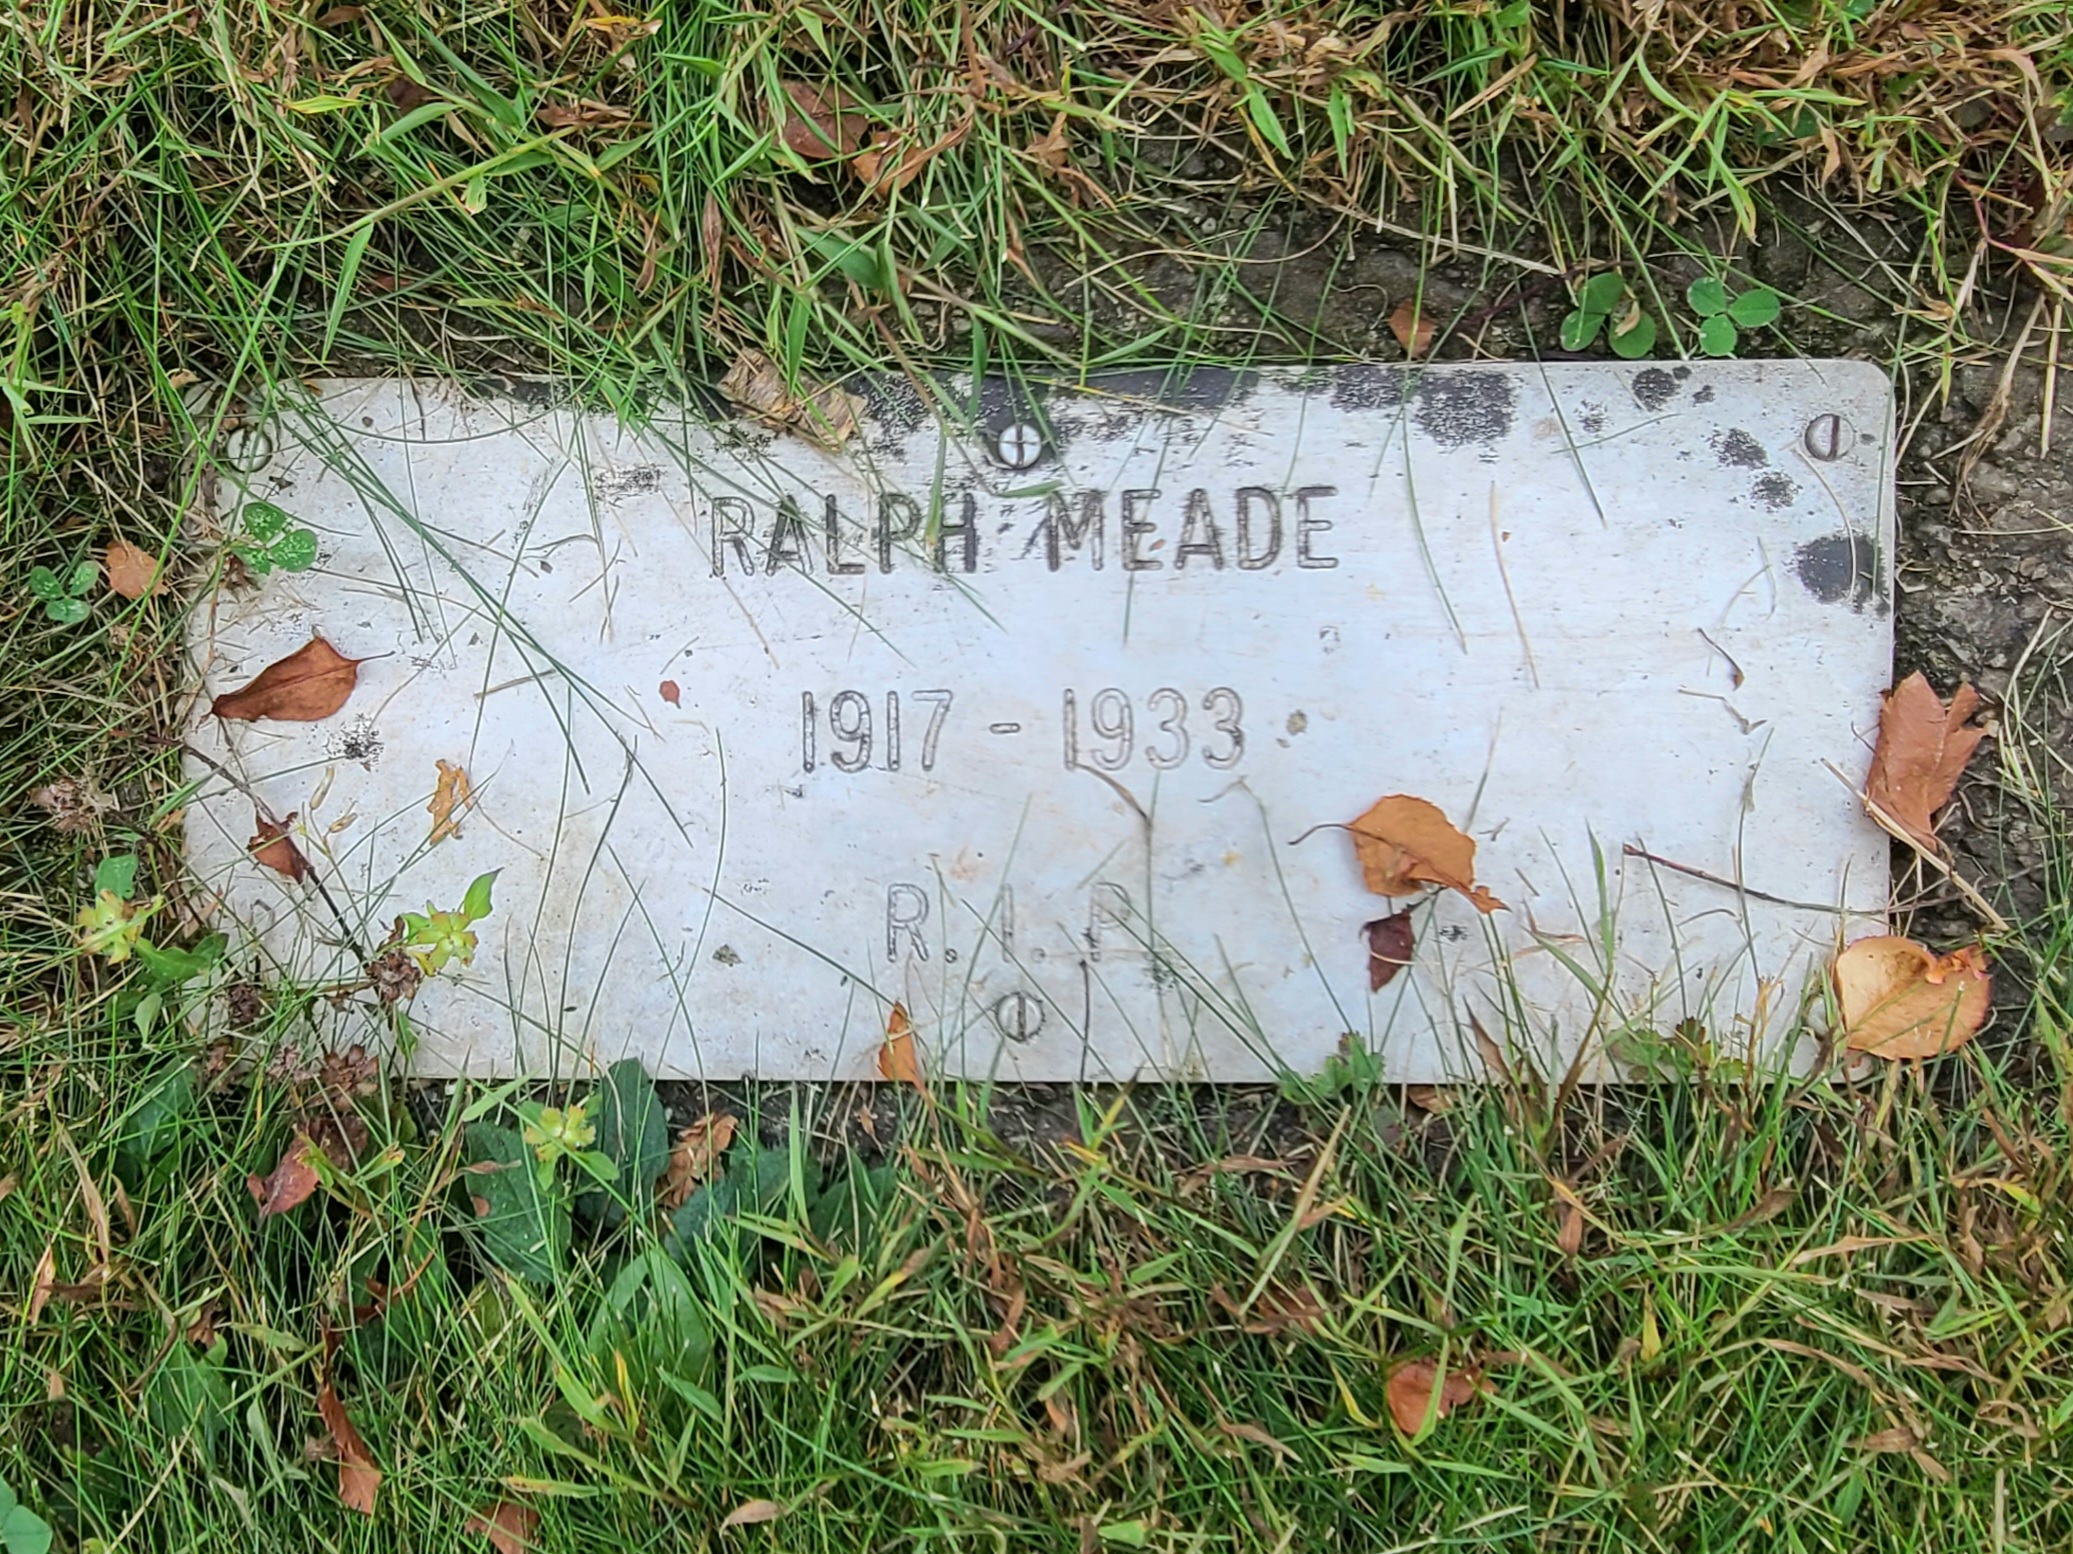 RALPH MEADE
1917 - 1933
R. I. P